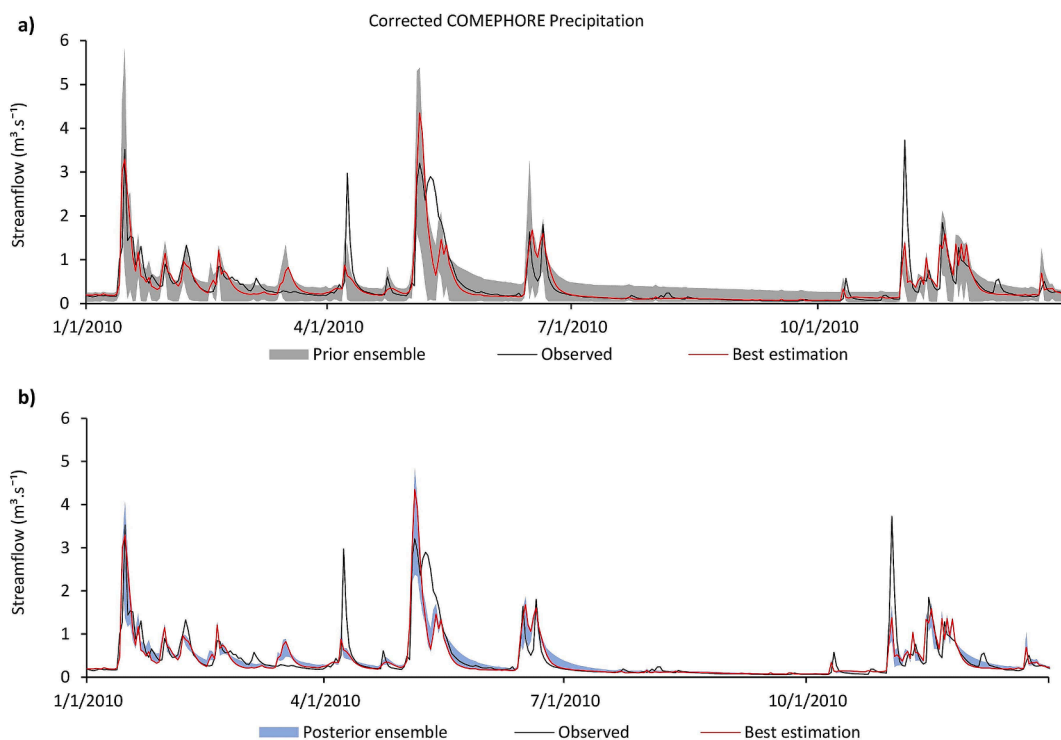 Corrected COMEPHORE Precipitation
a)
6
5
4
3
2
1
0
Streamflow (m³.s⁻¹)
1/1/2010 4/1/2010 7/1/2010 10/1/2010
Prior ensemble Observed Best estimation
b)
6
5
4
3
2
1
0
Streamflow (m³.s⁻¹)
1/1/2010 4/1/2010 7/1/2010 10/1/2010
Posterior ensemble Observed Best estimation